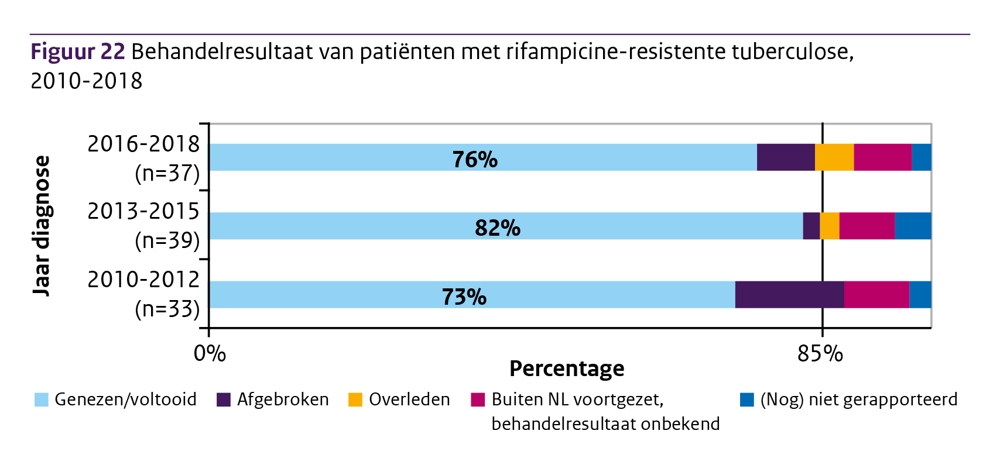 Figuur 22 Behandelresultaat van patiënten met rifampicine-resistente tuberculose,
2010-2018
Jaar diagnose
2016-2018
(n=37)
76%
2013-2015
(n=39)
82%
2010-2012
(n=33)
73%
0%
85%
Percentage
Genezen/voltooid
Afgebroken
Overleden
Buiten NL voortgezet,
behandelresultaat onbekend
(Nog) niet gerapporteerd